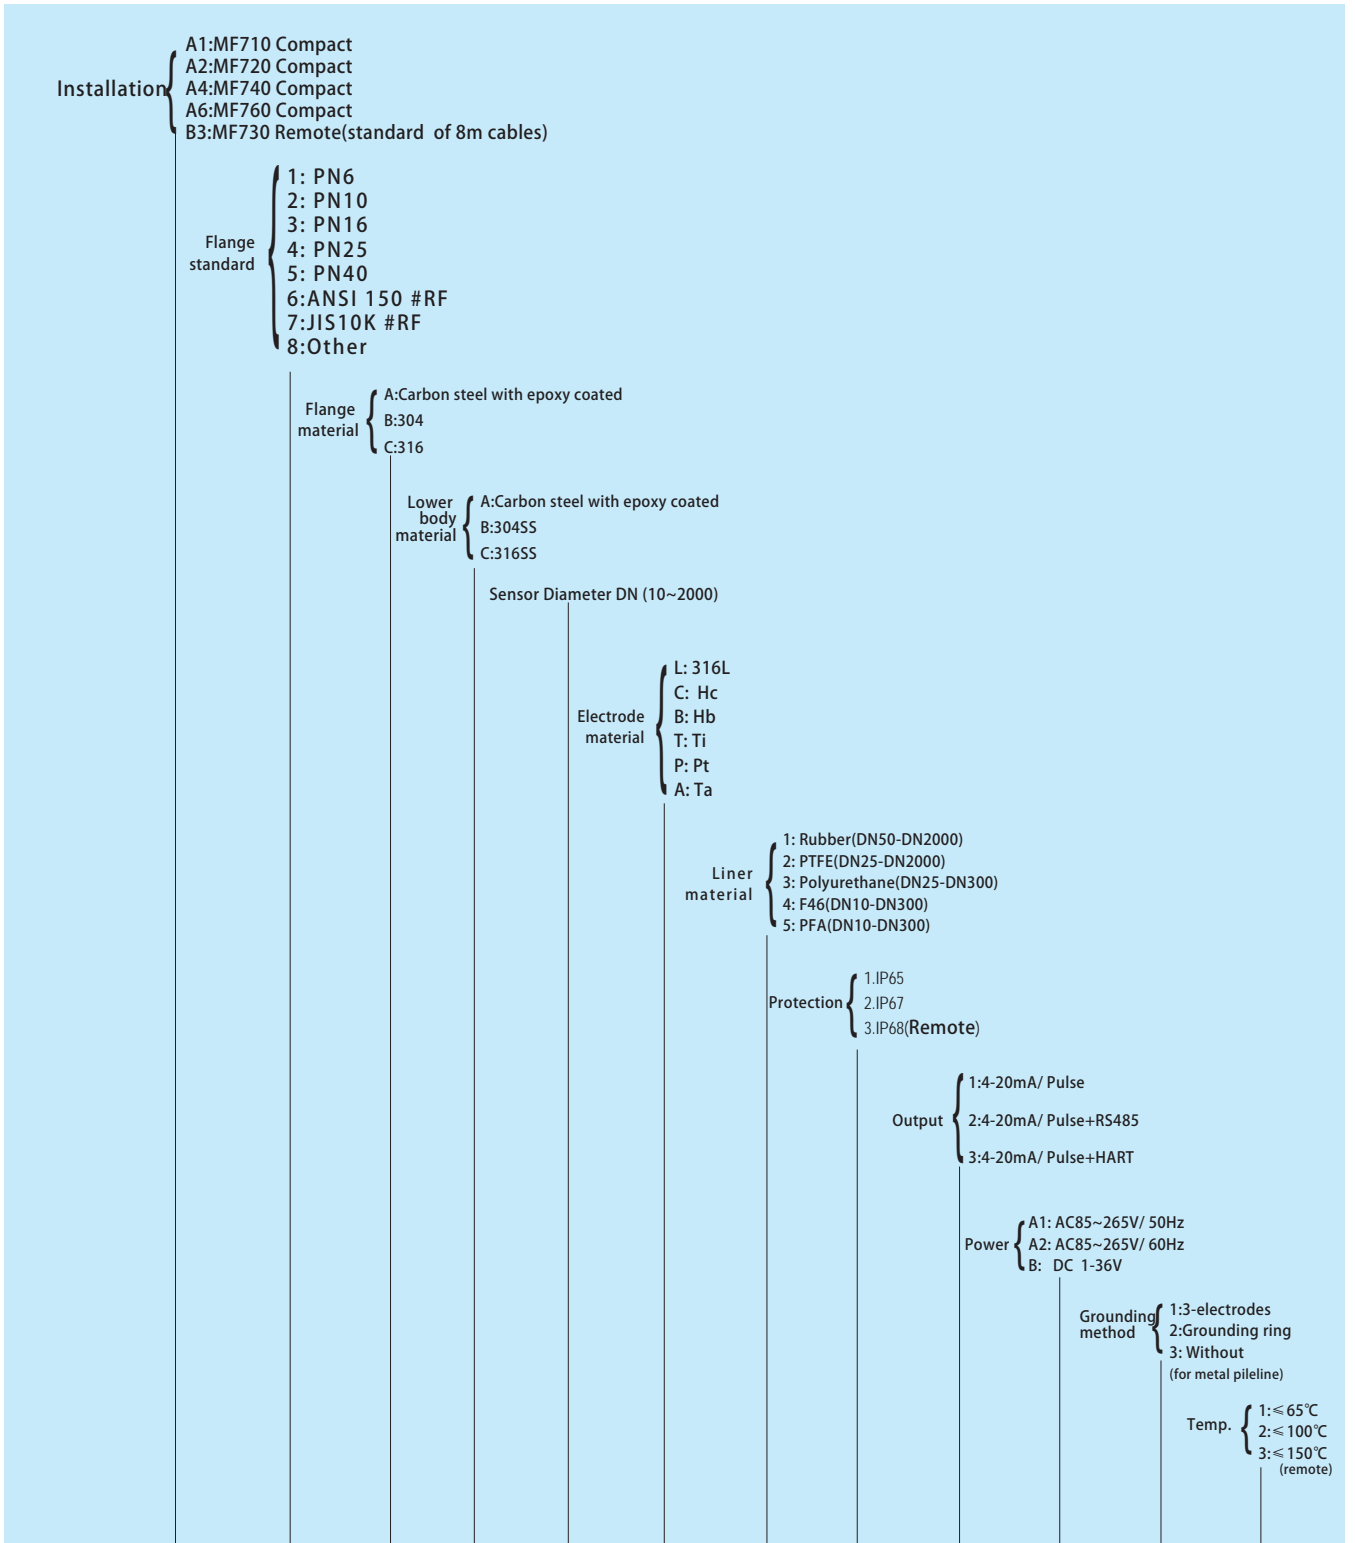 A1:MF710 Compact
A2:MF720 Compact
Installation
A4:MF740 Compact
A6:MF760 Compact
B3:MF730 Remote(standard of 8m cables)
Flange
standard
1: PN6
2: PN10
3: PN16
4: PN25
5: PN40
6:ANSI 150 #RF
7:JIS10K #RF
8:Other
Flange
material
A:Carbon steel with epoxy coated
B:304
C:316
Lower
body
material
A:Carbon steel with epoxy coated
B:304SS
C:316SS
Sensor Diameter DN (10~2000)
Electrode
material
L: 316L
C: Hc
B: Hb
T: Ti
P: Pt
A: Ta
Liner
material
1: Rubber(DN50-DN2000)
2: PTFE(DN25-DN2000)
3: Polyurethane(DN25-DN300)
4: F46(DN10-DN300)
5: PFA(DN10-DN300)
Protection
1.IP65
2.IP67
3.IP68(Remote)
Output
1:4-20mA/ Pulse
2:4-20mA/ Pulse+RS485
3:4-20mA/ Pulse+HART
Power
A1: AC85~265V/ 50Hz
A2: AC85~265V/ 60Hz
B: DC 1-36V
Grounding
method
1:3-electrodes
2:Grounding ring
3: Without
(for metal pileline)
Temp.
1:≤65℃
2:≤100℃
3:≤150℃
(remote)